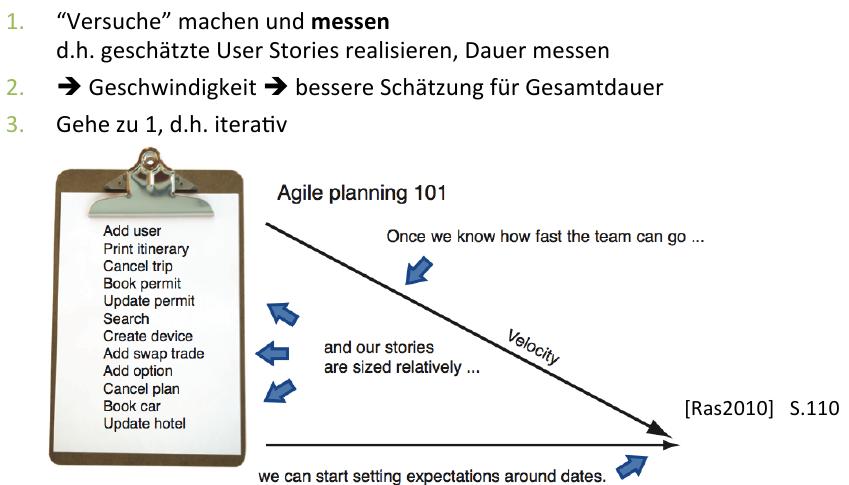 1. “Versuche” machen und messen
d.h. geschätzte User Stories realisieren, Dauer messen
2. ➔ Geschwindigkeit ➔ bessere Schätzung für Gesamtdauer
3. Gehe zu 1, d.h. iterativ
Agile planning 101
Add user
Print itinerary
Cancel trip
Book permit
Update permit
Search
Create device
Add swap trade
Add option
Cancel plan
Book car
Update hotel
Once we know how fast the team can go ...
Velocity
and our stories
are sized relatively ...
[Ras2010] S.110
we can start setting expectations around dates.